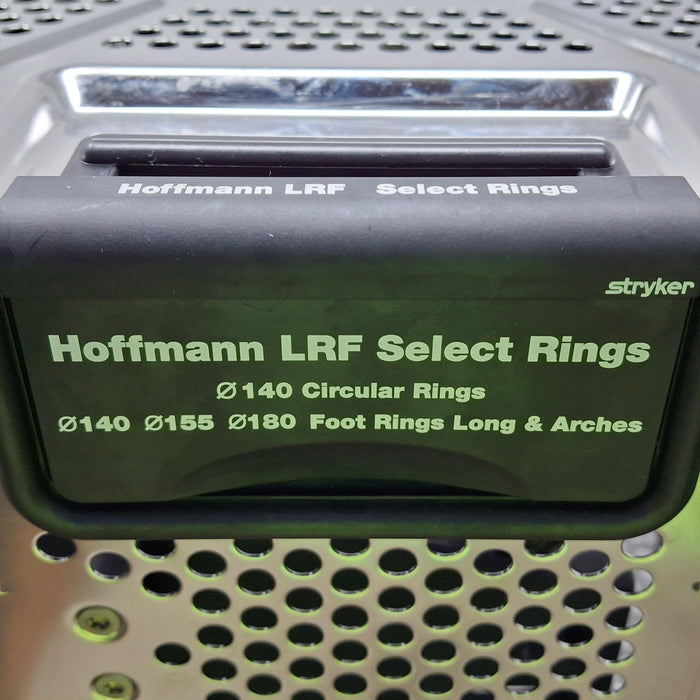 Hoffmann LRF Select Rings
stryker
Hoffmann LRF Select Rings
Ø140 Circular Rings
Ø140 Ø155 Ø180 Foot Rings Long & Arches